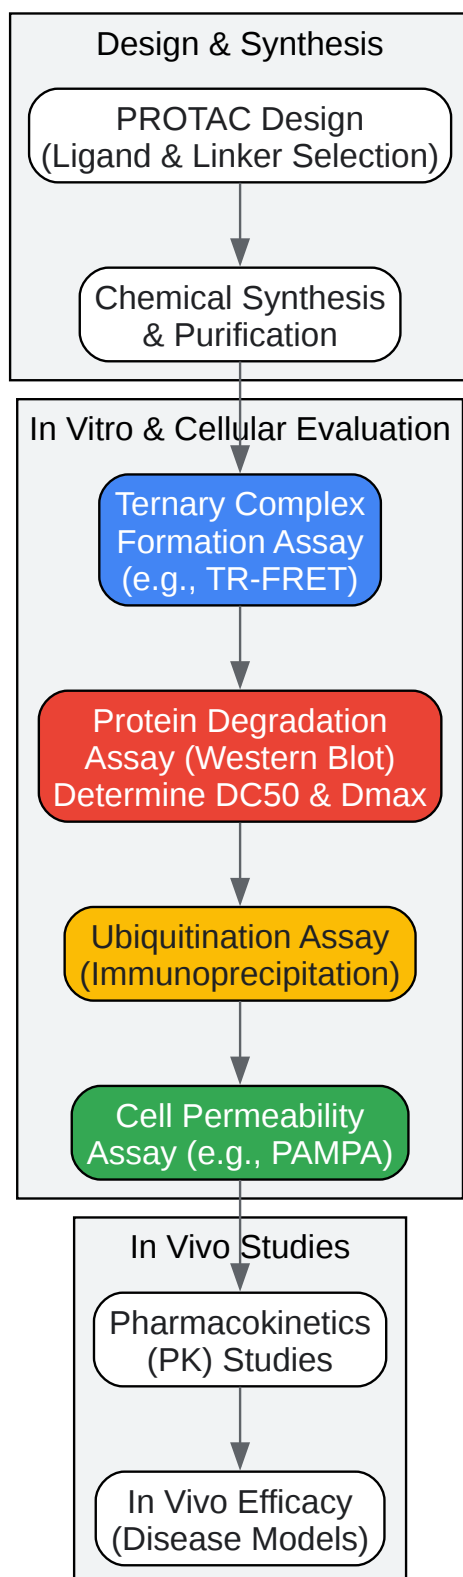 Design & Synthesis
PROTAC Design
(Ligand & Linker Selection)
Chemical Synthesis
& Purification
In Vitro & Cellular Evaluation
Ternary Complex
Formation Assay
(e.g., TR-FRET)
Protein Degradation
Assay (Western Blot)
Determine DC50 & Dmax
Ubiquitination Assay
(Immunoprecipitation)
Cell Permeability
Assay (e.g., PAMPA)
In Vivo Studies
Pharmacokinetics
(PK) Studies
In Vivo Efficacy
(Disease Models)